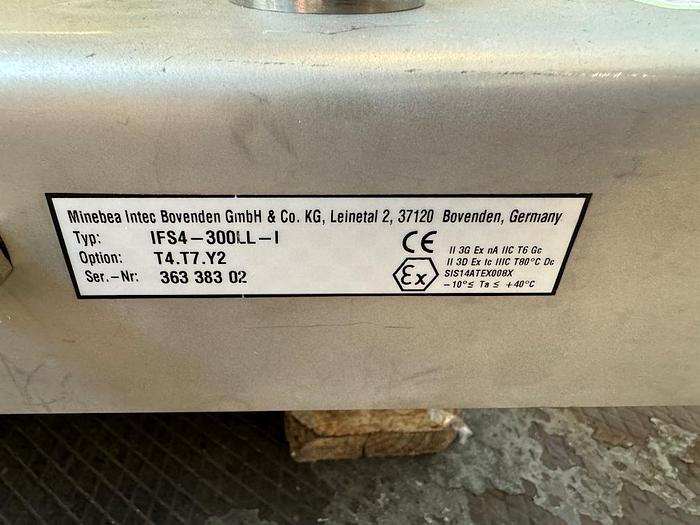 Minebea Intec Bovenden GmbH & Co. KG, Leinetal 2, 37120 Bovenden, Germany
Typ: IFS4-300LL-I
Option: T4.T7.Y2
Ser.-Nr: 363 383 02
CE
Ex
II 3G Ex nA IIC T6 Gc
II 3D Ex tc IIIC T80°C Dc
SIS14ATEX008X
-10°≤ Ta ≤ +40°C